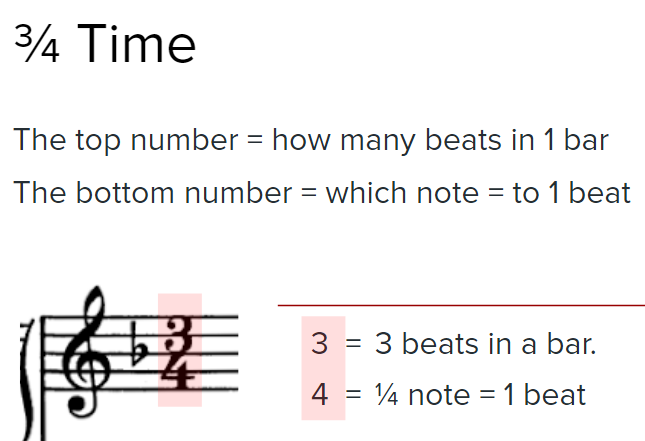 ¾ Time
The top number = how many beats in 1 bar
The bottom number = which note = to 1 beat
3
4
3 = 3 beats in a bar.
4 = ¼ note = 1 beat